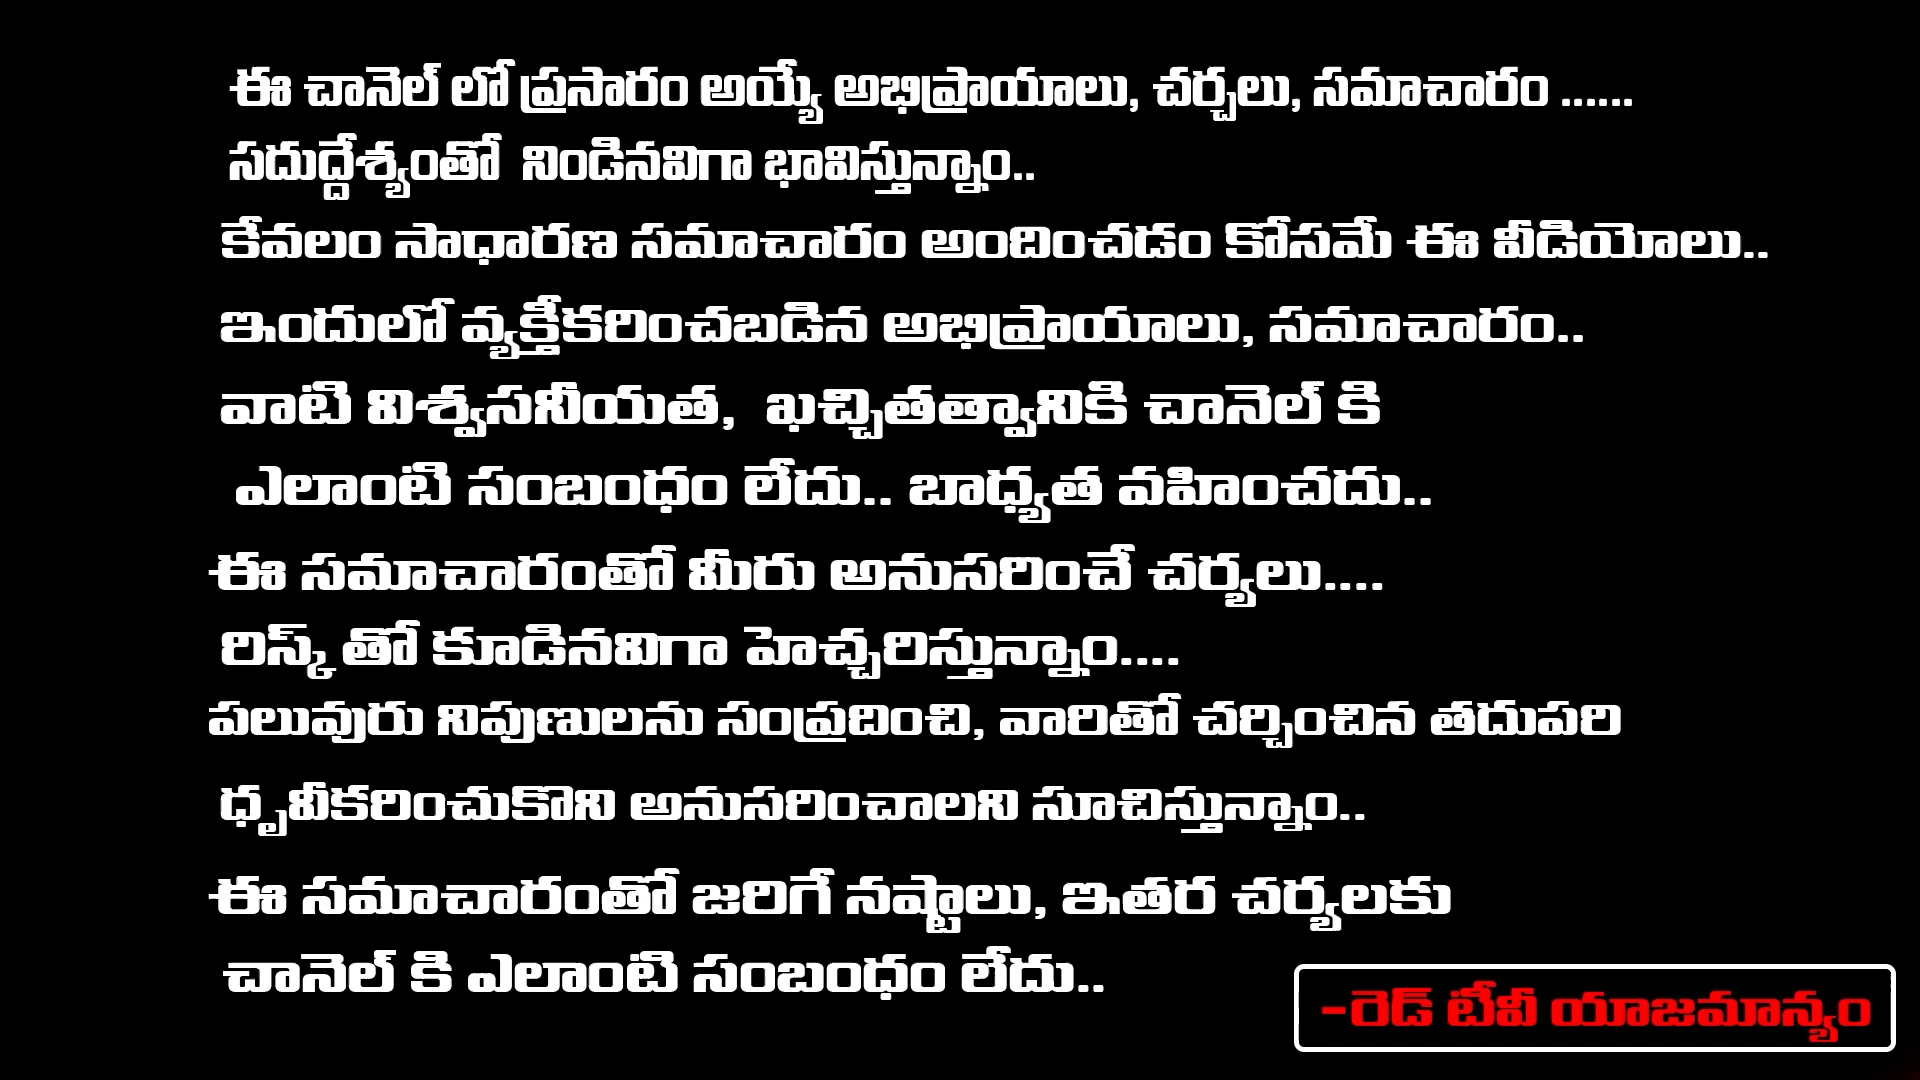 ఈ చానెల్ లో ప్రసారం అయ్యే అభిప్రాయాలు, చర్చలు, సమాచారం ......
సదుద్దేశ్యంతో నిండినవిగా భావిస్తున్నాం..
కేవలం సాధారణ సమాచారం అందించడం కోసమే ఈ వీడియోలు..
ఇందులో వ్యక్తీకరించబడిన అభిప్రాయాలు, సమాచారం..
వాటి విశ్వసనీయత, ఖచ్చితత్వానికి చానెల్ కి
ఎలాంటి సంబంధం లేదు.. బాధ్యత వహించదు..
ఈ సమాచారంతో మీరు అనుసరించే చర్యలు....
రిస్క్ తో కూడినవిగా హెచ్చరిస్తున్నాం....
పలువురు నిపుణులను సంప్రదించి, వారితో చర్చించిన తదుపరి
ధృవీకరించుకొని అనుసరించాలని సూచిస్తున్నాం..
ఈ సమాచారంతో జరిగే నష్టాలు, ఇతర చర్యలకు
చానెల్ కి ఎలాంటి సంబంధం లేదు..
-రెడ్ టీవీ యాజమాన్యం